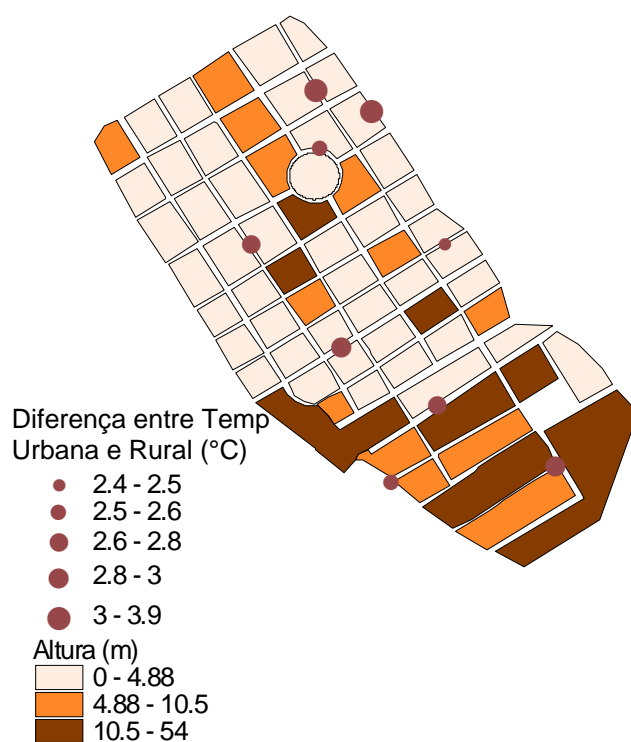 Diferença entre Temp
Urbana e Rural (°C)
2.4 - 2.5
2.5 - 2.6
2.6 - 2.8
2.8 - 3
3 - 3.9
Altura (m)
0 - 4.88
4.88 - 10.5
10.5 - 54